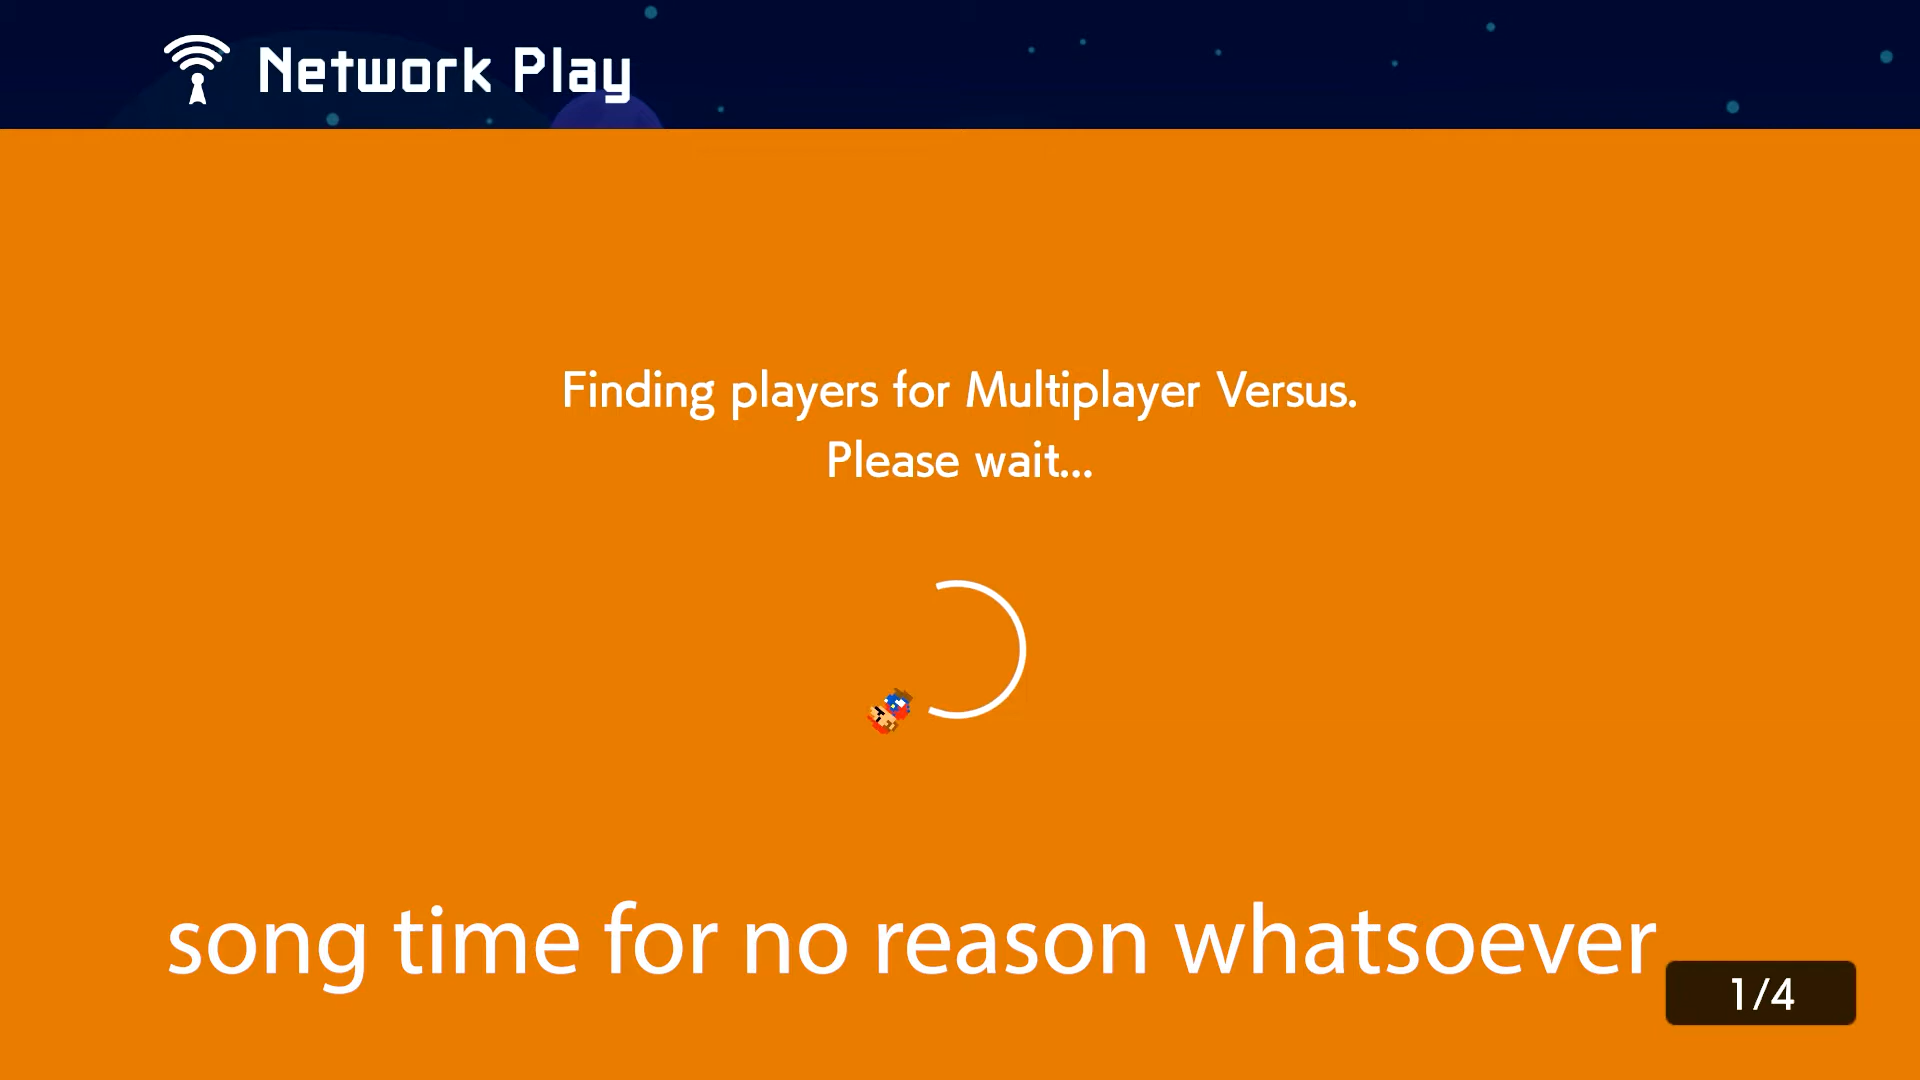 Network Play
Finding players for Multiplayer Versus.
Please wait...
song time for no reason whatsoever
1/4